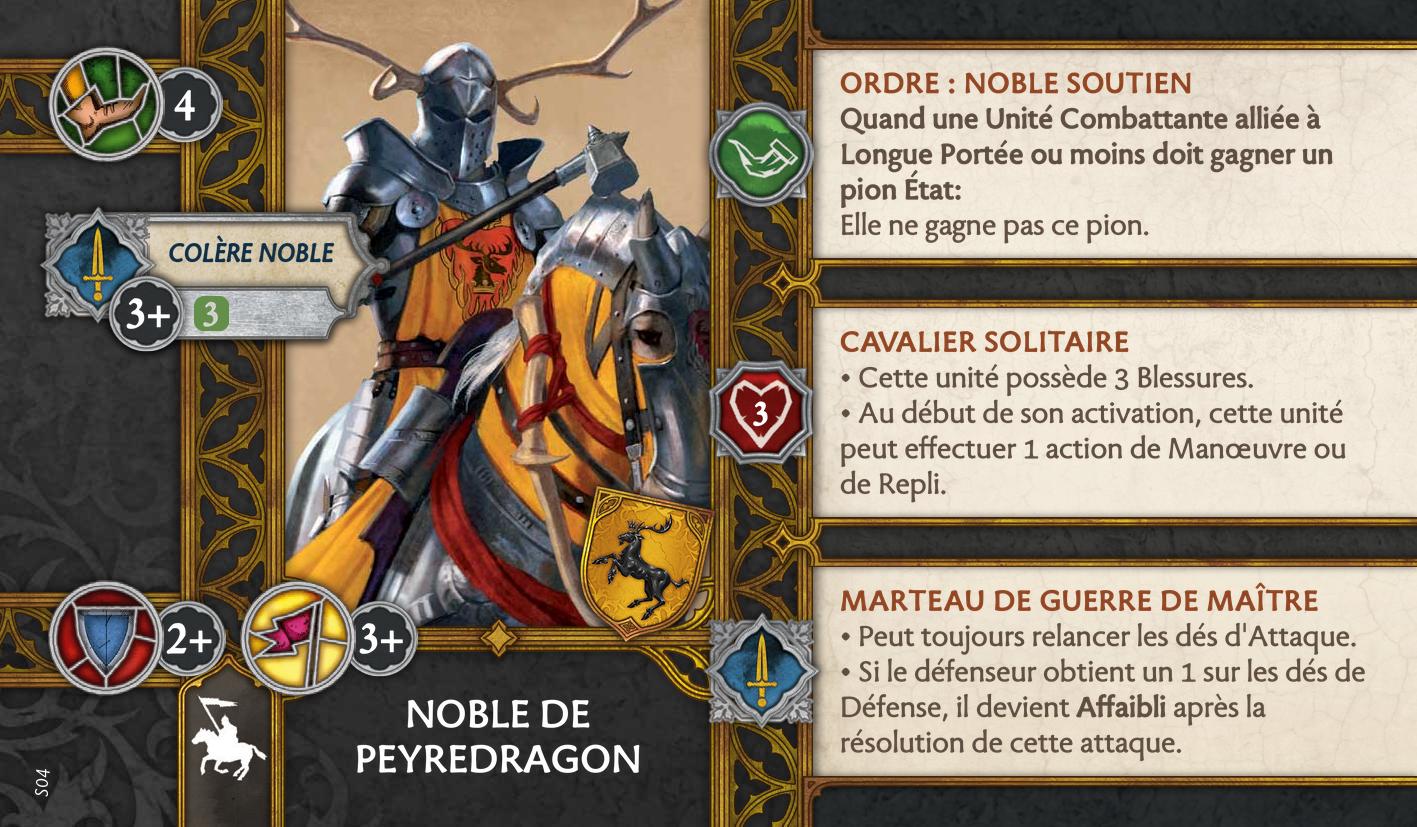 4
COLÈRE NOBLE
3+
3
2+
3+
NOBLE DE
PEYREDRAGON
S04
ORDRE : NOBLE SOUTIEN
Quand une Unité Combattante alliée à
Longue Portée ou moins doit gagner un
pion État:
Elle ne gagne pas ce pion.
3
CAVALIER SOLITAIRE
• Cette unité possède 3 Blessures.
• Au début de son activation, cette unité
peut effectuer 1 action de Manœuvre ou
de Repli.
MARTEAU DE GUERRE DE MAÎTRE
• Peut toujours relancer les dés d'Attaque.
• Si le défenseur obtient un 1 sur les dés de
Défense, il devient Affaibli après la
résolution de cette attaque.